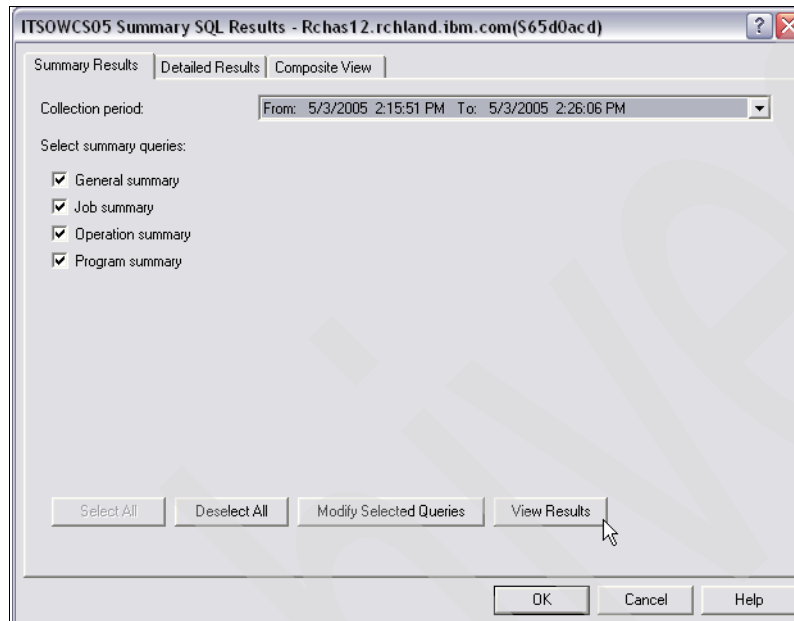 ITSOWCS05 Summary SQL Results - Rchas12.rchland.ibm.com(S65d0acd)
Summary Results Detailed Results Composite View
Collection period: From: 5/3/2005 2:15:51 PM To: 5/3/2005 2:26:06 PM
Select summary queries:
General summary
Job summary
Operation summary
Program summary
Select All Deselect All Modify Selected Queries View Results
OK Cancel Help